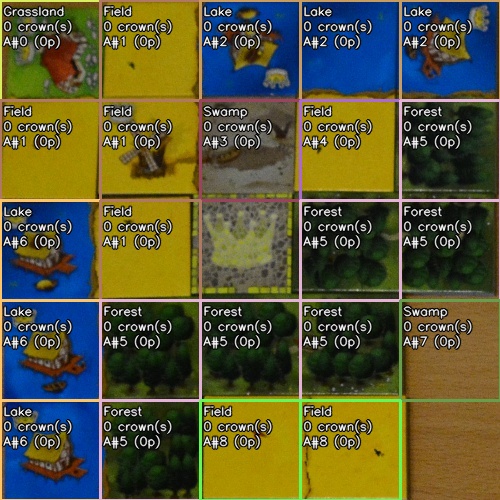 Grassland
0 crown(s)
A#0 (0p)
Field
0 crown(s)
A#1 (0p)
Lake
0 crown(s)
A#2 (0p)
Lake
0 crown(s)
A#2 (0p)
Lake
0 crown(s)
A#2 (0p)
Field
0 crown(s)
A#1 (0p)
Field
0 crown(s)
A#1 (0p)
Swamp
0 crown(s)
A#3 (0p)
Field
0 crown(s)
A#4 (0p)
Forest
0 crown(s)
A#5 (0p)
Lake
0 crown(s)
A#6 (0p)
Field
0 crown(s)
A#1 (0p)
Forest
0 crown(s)
A#5 (0p)
Forest
0 crown(s)
A#5 (0p)
Lake
0 crown(s)
A#6 (0p)
Forest
0 crown(s)
A#5 (0p)
Forest
0 crown(s)
A#5 (0p)
Forest
0 crown(s)
A#5 (0p)
Swamp
0 crown(s)
A#7 (0p)
Lake
0 crown(s)
A#6 (0p)
Forest
0 crown(s)
A#5 (0p)
Field
0 crown(s)
A#8 (0p)
Field
0 crown(s)
A#8 (0p)